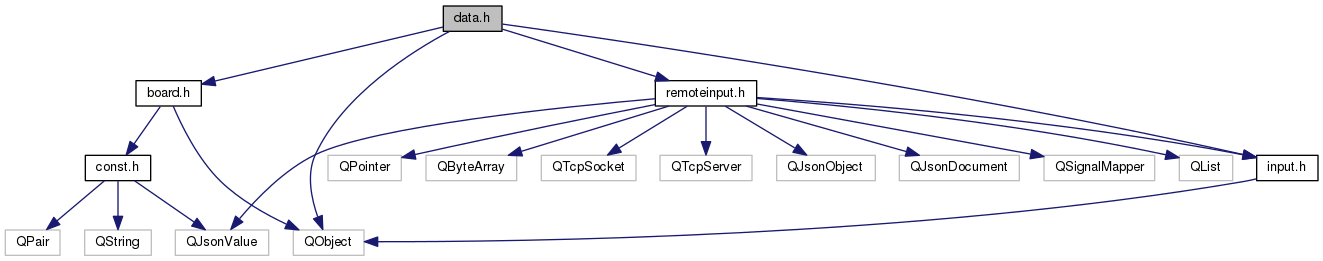 data.h
board.h
remoteinput.h
const.h
QPointer
QByteArray
QTcpSocket
QTcpServer
QJsonObject
QJsonDocument
QSignalMapper
QList
input.h
QPair
QString
QJsonValue
QObject